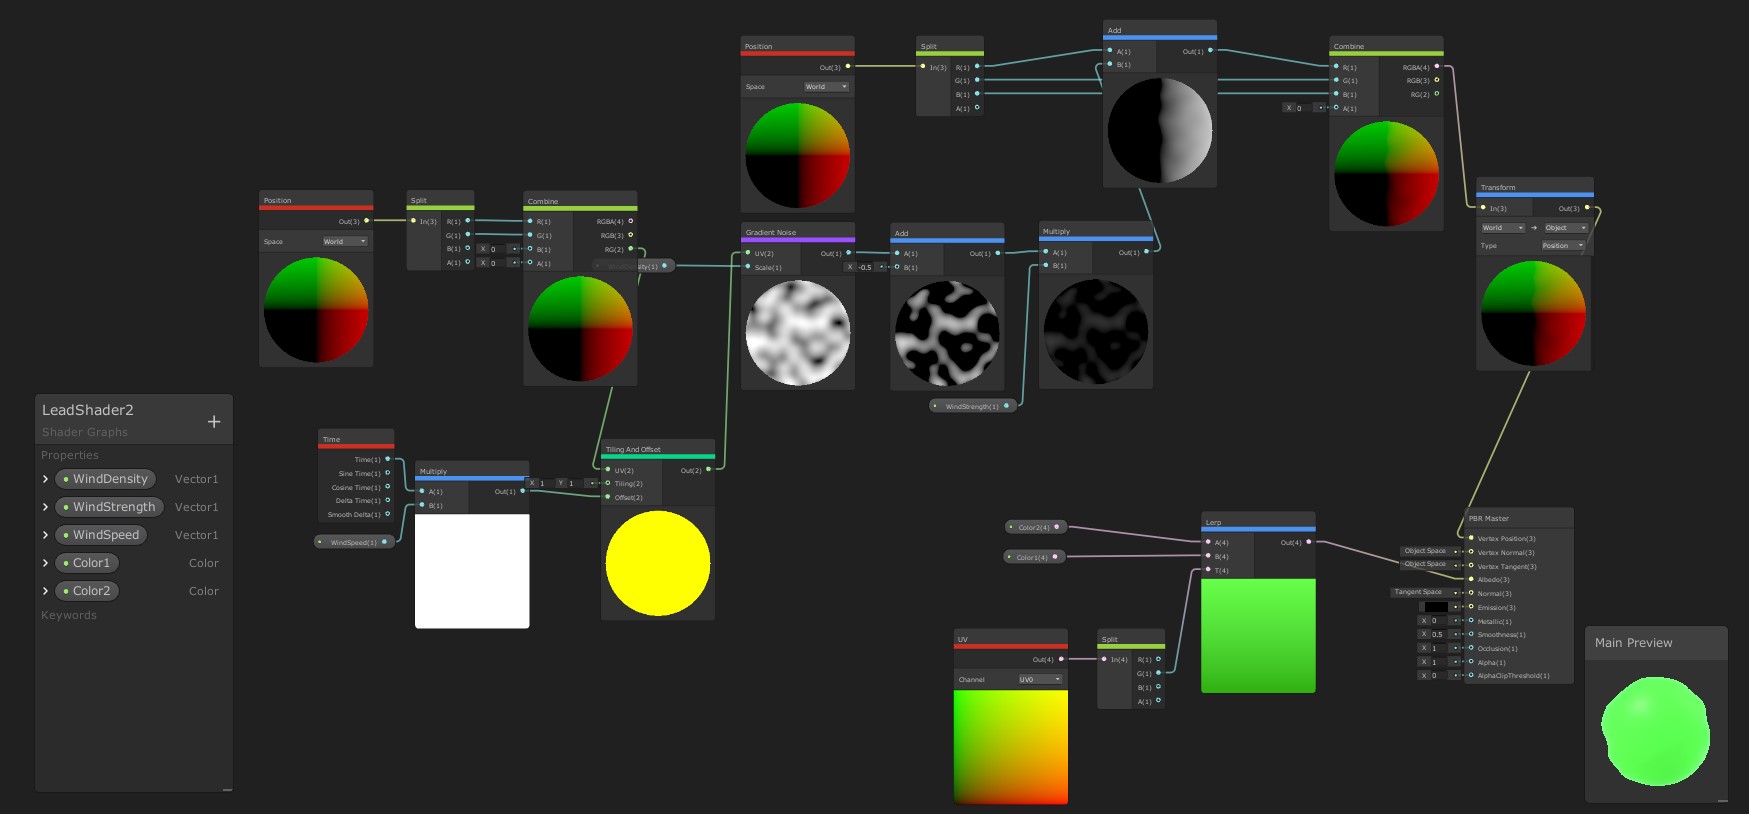 LeadShader2
Shader Graphs
Properties
WindDensity Vector1
WindStrength Vector1
WindSpeed Vector1
Color1 Color
Color2 Color
Keywords
Position
Out(3)
Space World
Split
In(3) R(1)
G(1)
B(1)
A(1)
Combine
R(1) RGBA(4)
G(1) RGB(3)
X 0 B(1) RG(2)
X 0 A(1)
Time
Time(1)
Sine Time(1)
Cosine Time(1)
Delta Time(1)
Smooth Delta(1)
WindSpeed(1)
Multiply
A(1) Out(1)
B(1)
Tiling And Offset
UV(2) Out(2)
X 1 Y 1 Tiling(2)
Offset(2)
Position
Out(3)
Space World
Split
In(3) R(1)
G(1)
B(1)
A(1)
Add
A(1) Out(1)
B(1)
Combine
R(1) RGBA(4)
G(1) RGB(3)
B(1) RG(2)
X 0 A(1)
Gradient Noise
UV(2) Out(1)
Scale(1)
Add
A(1) Out(1)
X -0.5 B(1)
Multiply
A(1) Out(1)
B(1)
WindStrength(1)
Transform
In(3) Out(3)
World Object
Type Position
Color2(4)
Color1(4)
Lerp
A(4) Out(4)
B(4)
T(4)
UV
Out(4)
Channel UV0
Split
In(4) R(1)
G(1)
B(1)
A(1)
PBR Master
Vertex Position(3)
Object Space Vertex Normal(3)
Object Space Vertex Tangent(3)
Albedo(3)
Tangent Space Normal(3)
Emission(3)
X 0 Metallic(1)
X 0.5 Smoothness(1)
X 1 Occlusion(1)
X 1 Alpha(1)
X 0 AlphaClipThreshold(1)
Main Preview